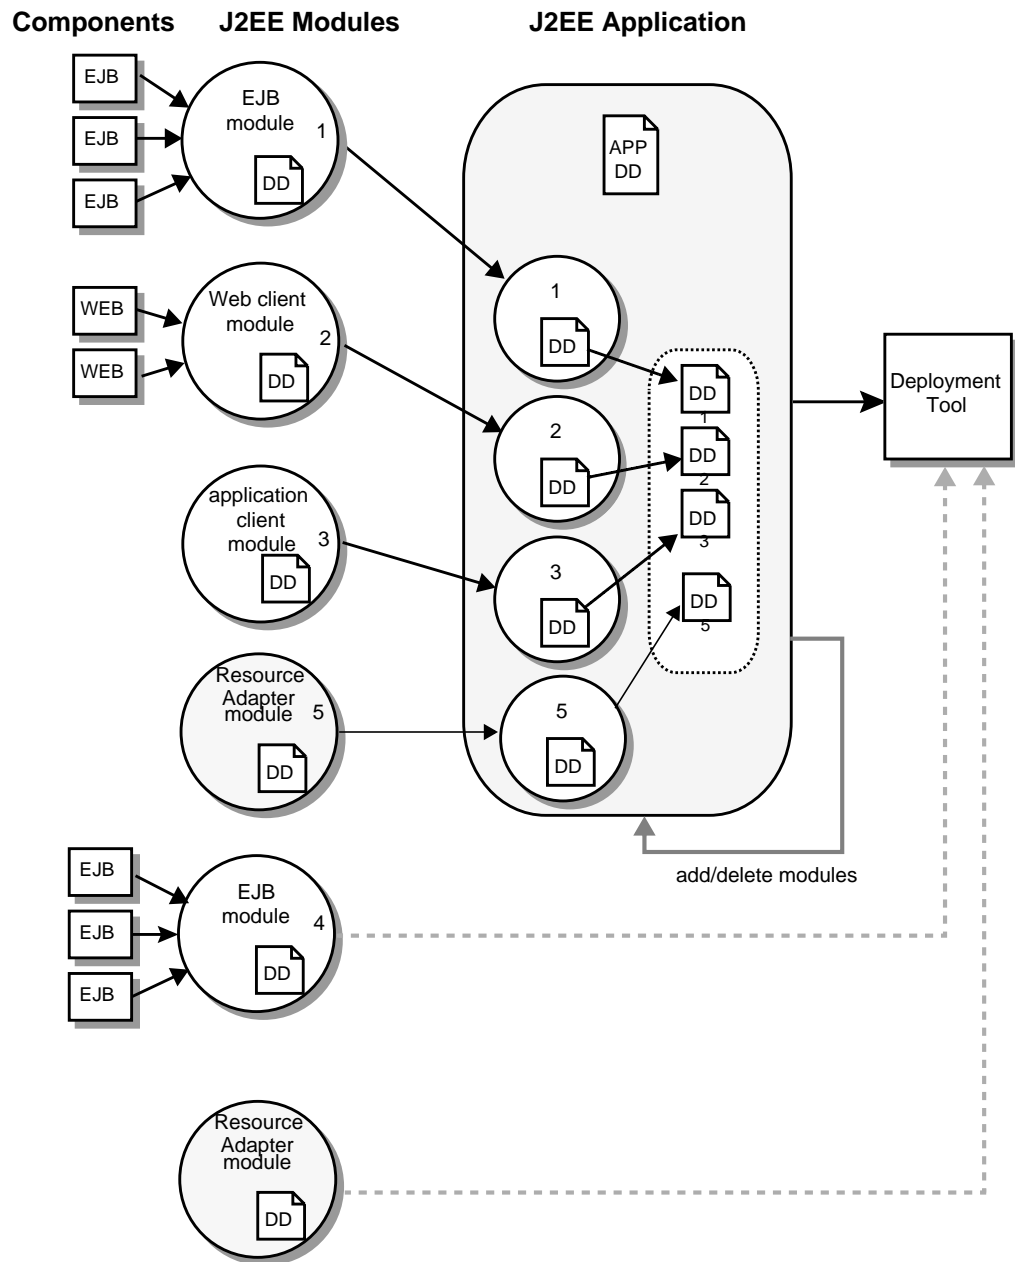 Components J2EE Modules J2EE Application
EJB
EJB
EJB
EJB
module
1
DD
APP
DD
WEB
WEB
Web client
module
2
DD
1
DD
2
DD
DD
1
DD
2
DD
3
DD
5
Deployment
Tool
application
client
module
3
DD
3
DD
Resource
Adapter
module
5
DD
5
DD
add/delete modules
EJB
EJB
EJB
EJB
module
4
DD
Resource
Adapter
module
DD